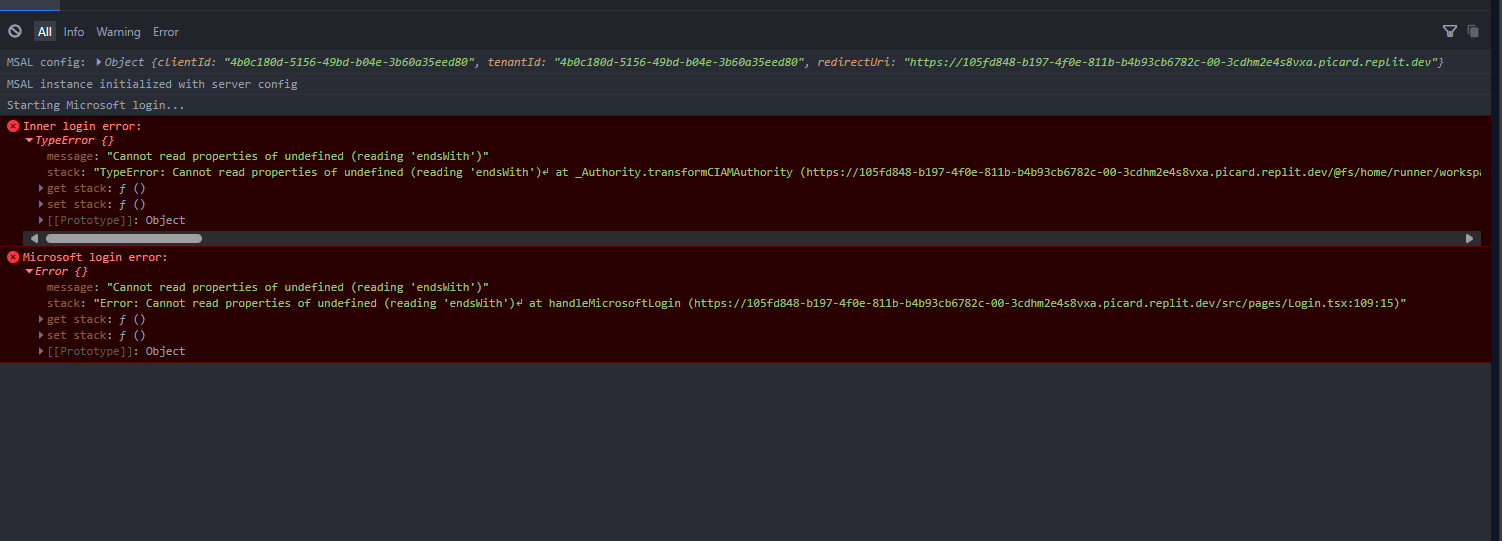 All Info Warning Error
MSAL config: Object {clientId: "4b0c180d-5156-49bd-b04e-3b60a35eed80", tenantId: "4b0c180d-5156-49bd-b04e-3b60a35eed80", redirectUri: "https://105fd848-b197-4f0e-811b-b4b93cb6782c-00-3cdhm2e4s8vxa.picard.replit.dev"}
MSAL instance initialized with server config
Starting Microsoft login...
Inner login error:
TypeError {}
message: "Cannot read properties of undefined (reading 'endsWith')"
stack: "TypeError: Cannot read properties of undefined (reading 'endsWith')↵ at _Authority.transformCIAMAuthority (https://105fd848-b197-4f0e-811b-b4b93cb6782c-00-3cdhm2e4s8vxa.picard.replit.dev/@fs/home/runner/workspa
get stack: ƒ ()
set stack: ƒ ()
[[Prototype]]: Object
Microsoft login error:
Error {}
message: "Cannot read properties of undefined (reading 'endsWith')"
stack: "Error: Cannot read properties of undefined (reading 'endsWith')↵ at handleMicrosoftLogin (https://105fd848-b197-4f0e-811b-b4b93cb6782c-00-3cdhm2e4s8vxa.picard.replit.dev/src/pages/Login.tsx:109:15)"
get stack: ƒ ()
set stack: ƒ ()
[[Prototype]]: Object